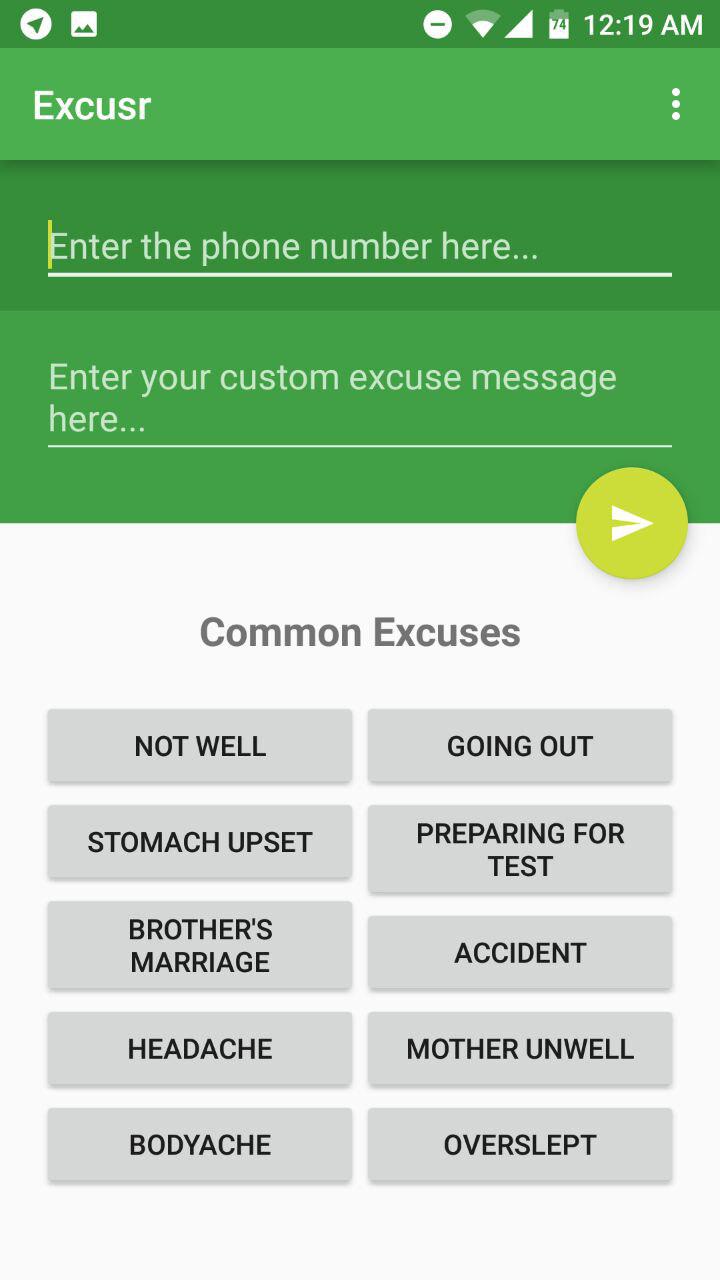 74 12:19 AM
Excusr
Enter the phone number here...
Enter your custom excuse message
here...
Common Excuses
NOT WELL
GOING OUT
STOMACH UPSET
PREPARING FOR
TEST
BROTHER'S
MARRIAGE
ACCIDENT
HEADACHE
MOTHER UNWELL
BODYACHE
OVERSLEPT